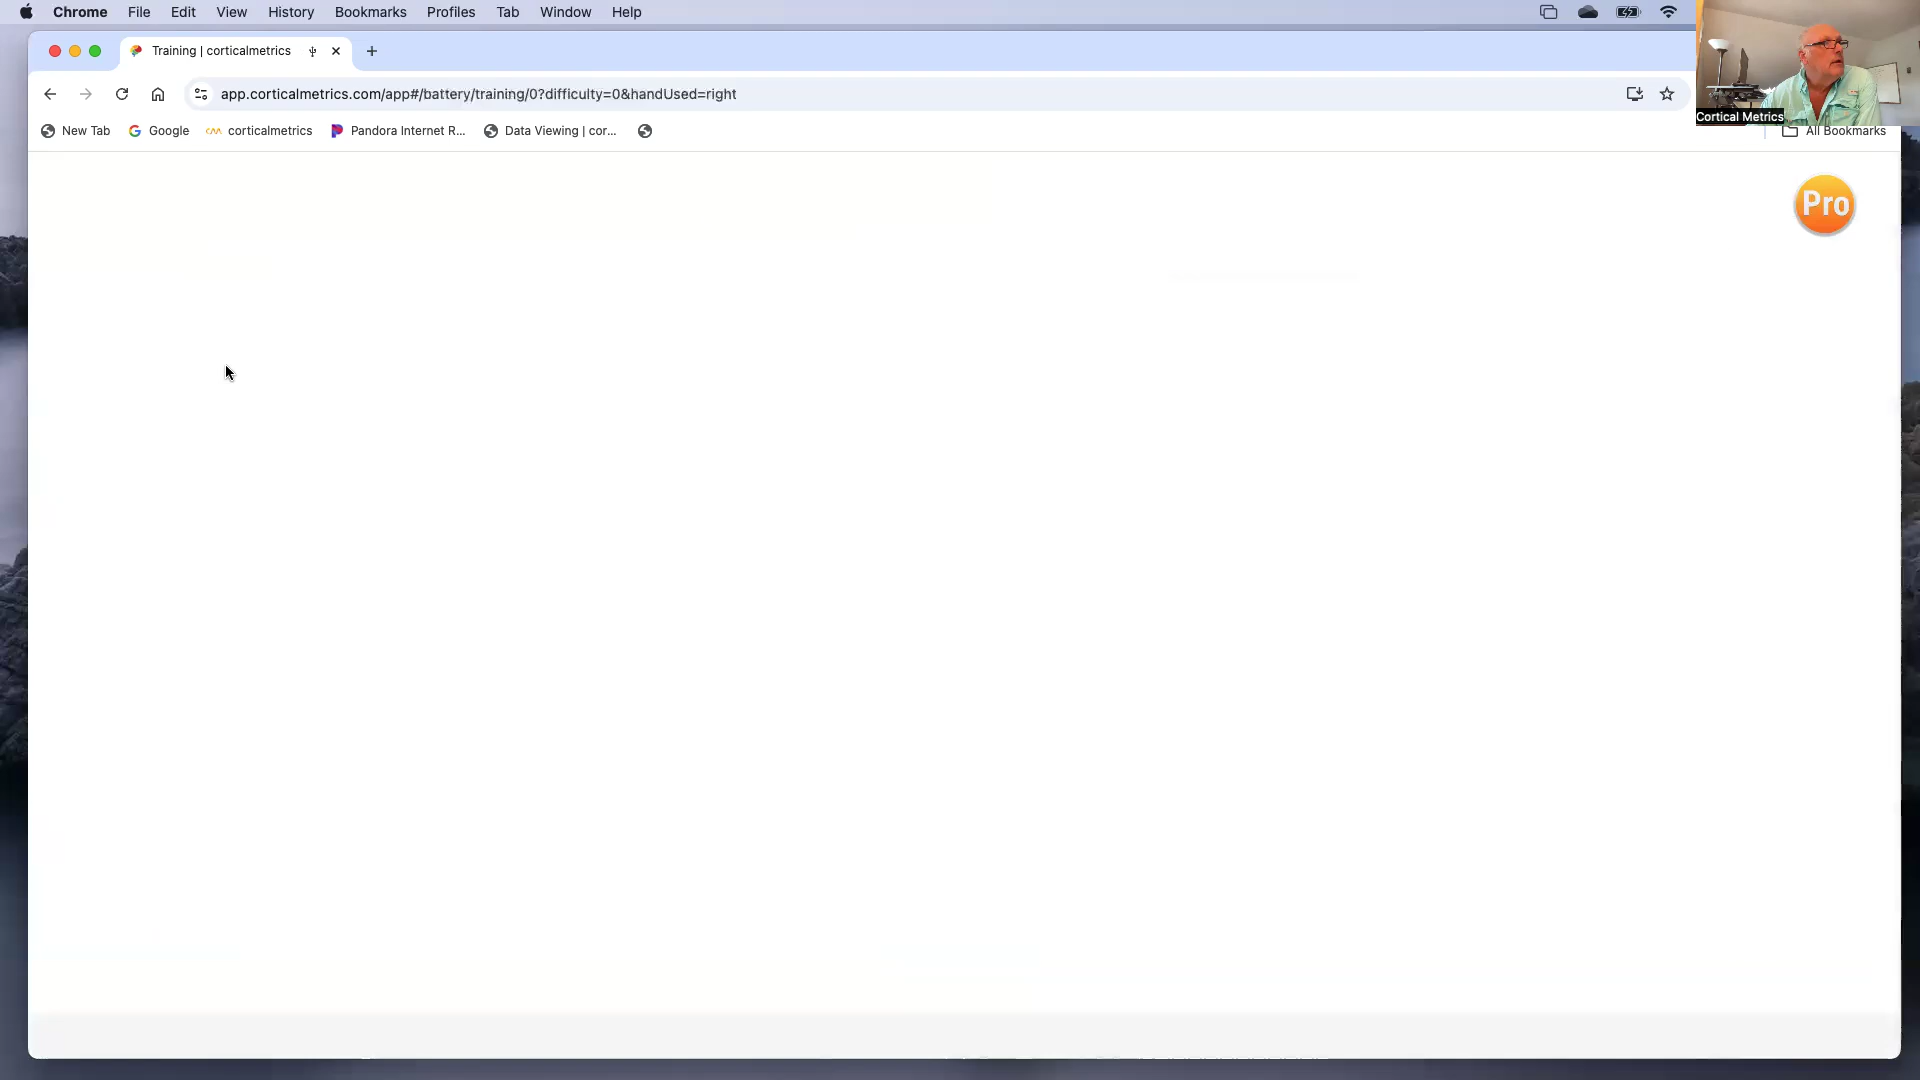 Chrome File Edit View History Bookmarks Profiles Tab Window Help
Training | corticalmetrics
app.corticalmetrics.com/app#/battery/training/0?difficulty=0&handUsed=right
New Tab Google corticalmetrics Pandora Internet R... Data Viewing | cor...
Cortical Metrics
All Bookmarks
Pro